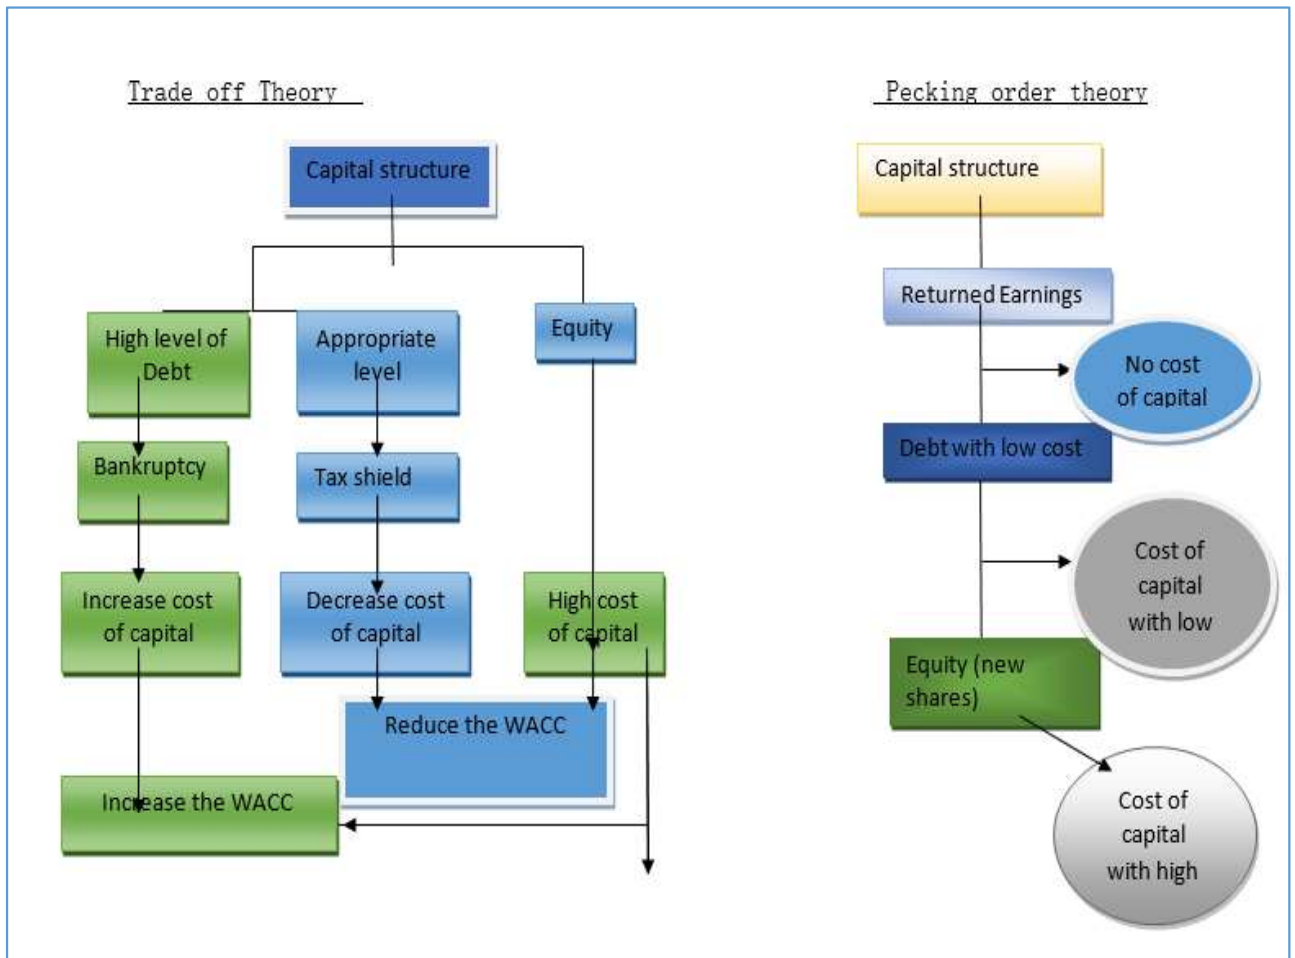 Trade off Theory
Capital structure
High level of
Debt
Appropriate
level
Equity
Bankruptcy
Tax shield
Increase cost
of capital
Decrease cost
of capital
High cost
of capital
Reduce the WACC
Increase the WACC
Pecking order theory
Capital structure
Returned Earnings
No cost
of capital
Debt with low cost
Cost of
capital
with low
Equity (new
shares)
Cost of
capital
with high